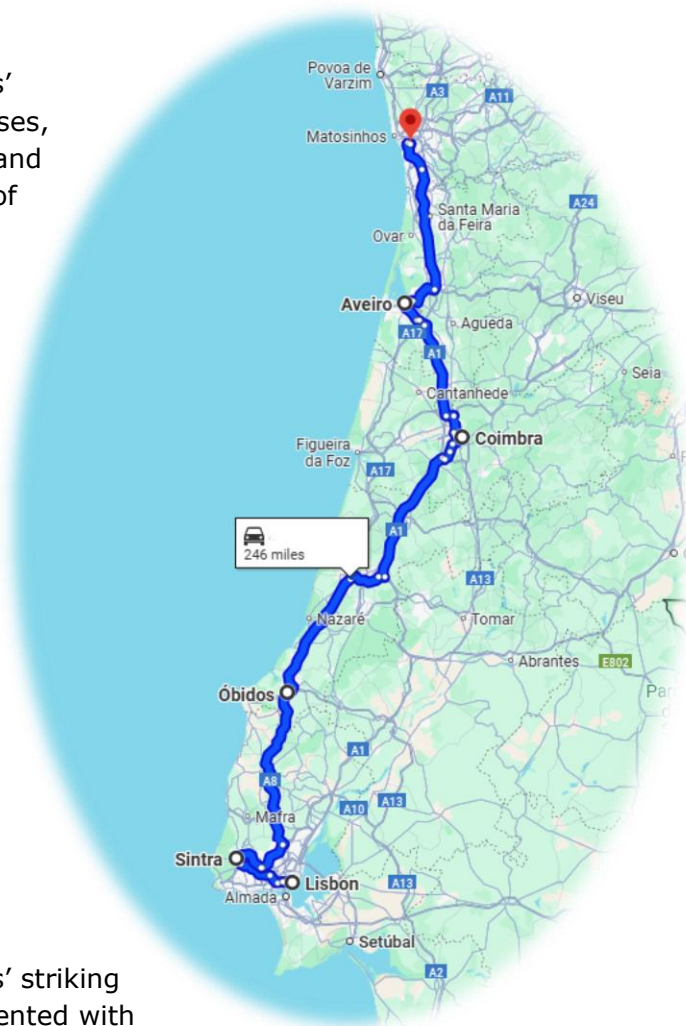 s’
Povoa de
Varzim
ses,
A3
A11
Matosinhos
and
of
A24
Santa Maria
da Feira
Ovar
Aveiro
Viseu
A17
Agueda
A1
Seia
Cantanhede
Coimbra
Figueira
da Foz
A17
A1
246 miles
A13
Nazaré
Tomar
Abrantes
E802
Óbidos
A1
A8
A10
A13
Mafra
Sintra
Lisbon
A13
Almada
Setúbal
s’ striking
A2
ented with